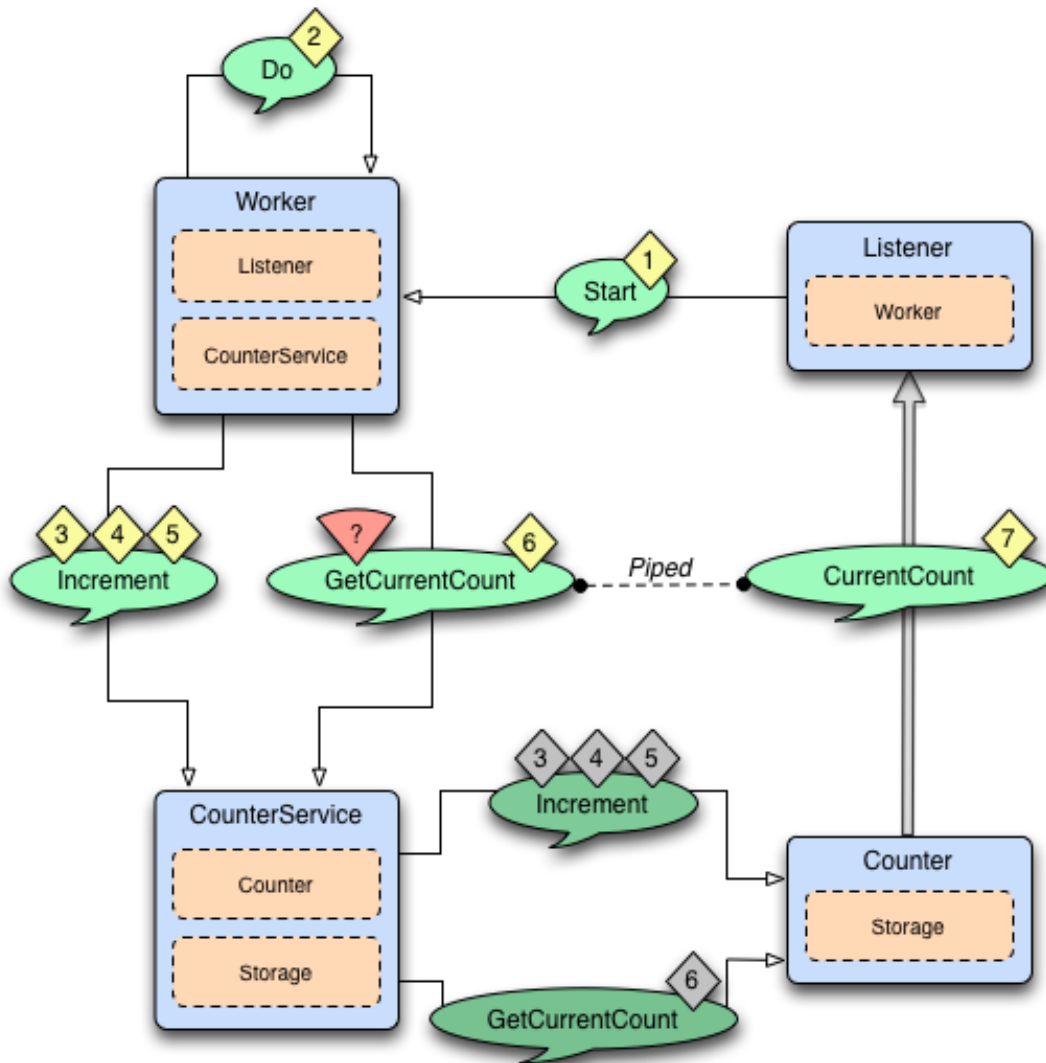 2
Do
Worker
Listener
CounterService
1
Start
Listener
Worker
3 4 5
Increment
?
6
GetCurrentCount
Piped
7
CurrentCount
CounterService
Counter
Storage
3 4 5
Increment
6
GetCurrentCount
Counter
Storage